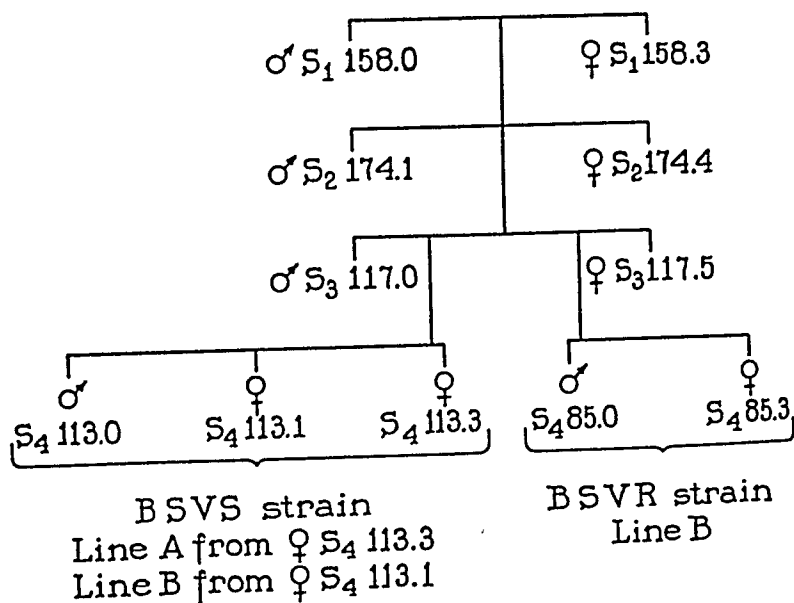 ♂ S₁ 158.0 ♀ S₁ 158.3
♂ S₂ 174.1 ♀ S₂ 174.4
♂ S₃ 117.0 ♀ S₃ 117.5
♂ ♀ ♀ ♂ ♀
S₄ 113.0 S₄ 113.1 S₄ 113.3 S₄ 85.0 S₄ 85.3
BSVS strain
Line A from ♀ S₄ 113.3
Line B from ♀ S₄ 113.1
BSVR strain
Line B